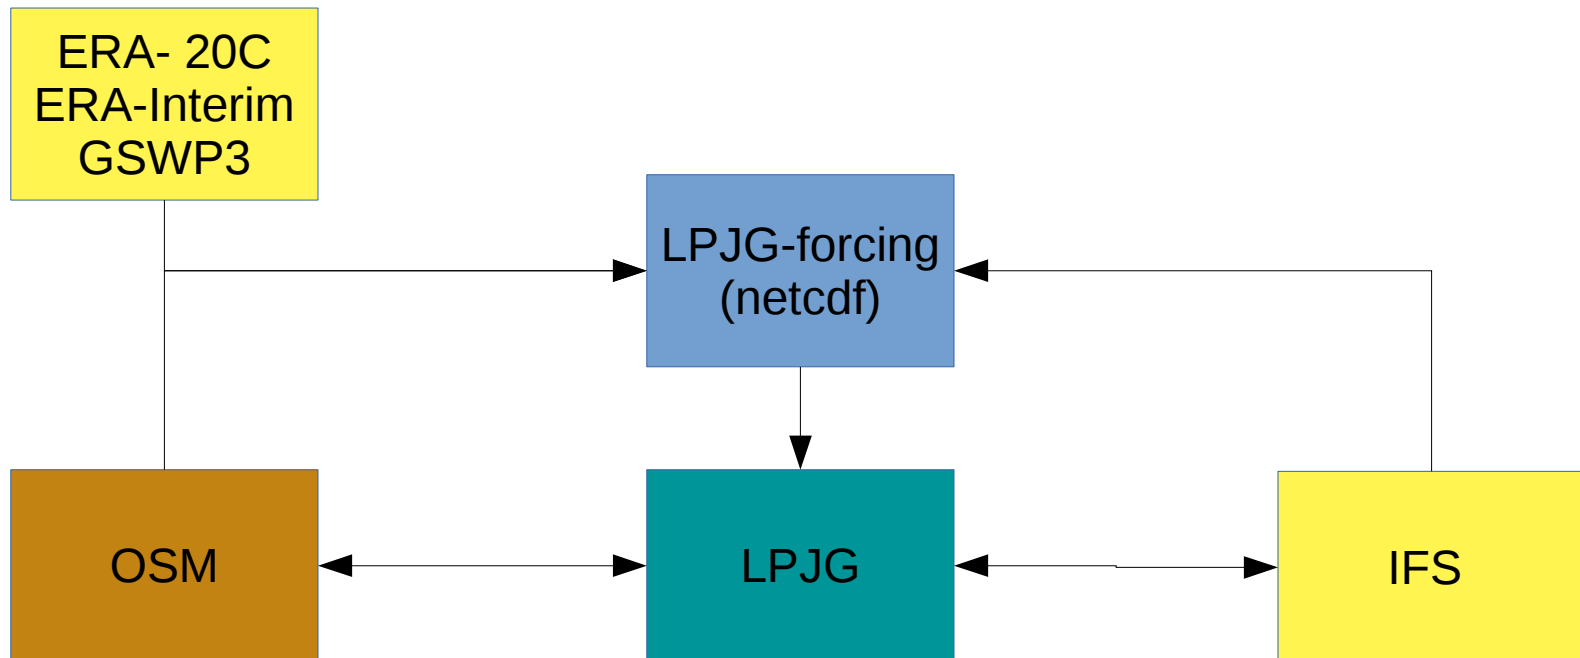 ERA- 20C
ERA-Interim
GSWP3
LPJG-forcing
(netcdf)
OSM
LPJG
IFS